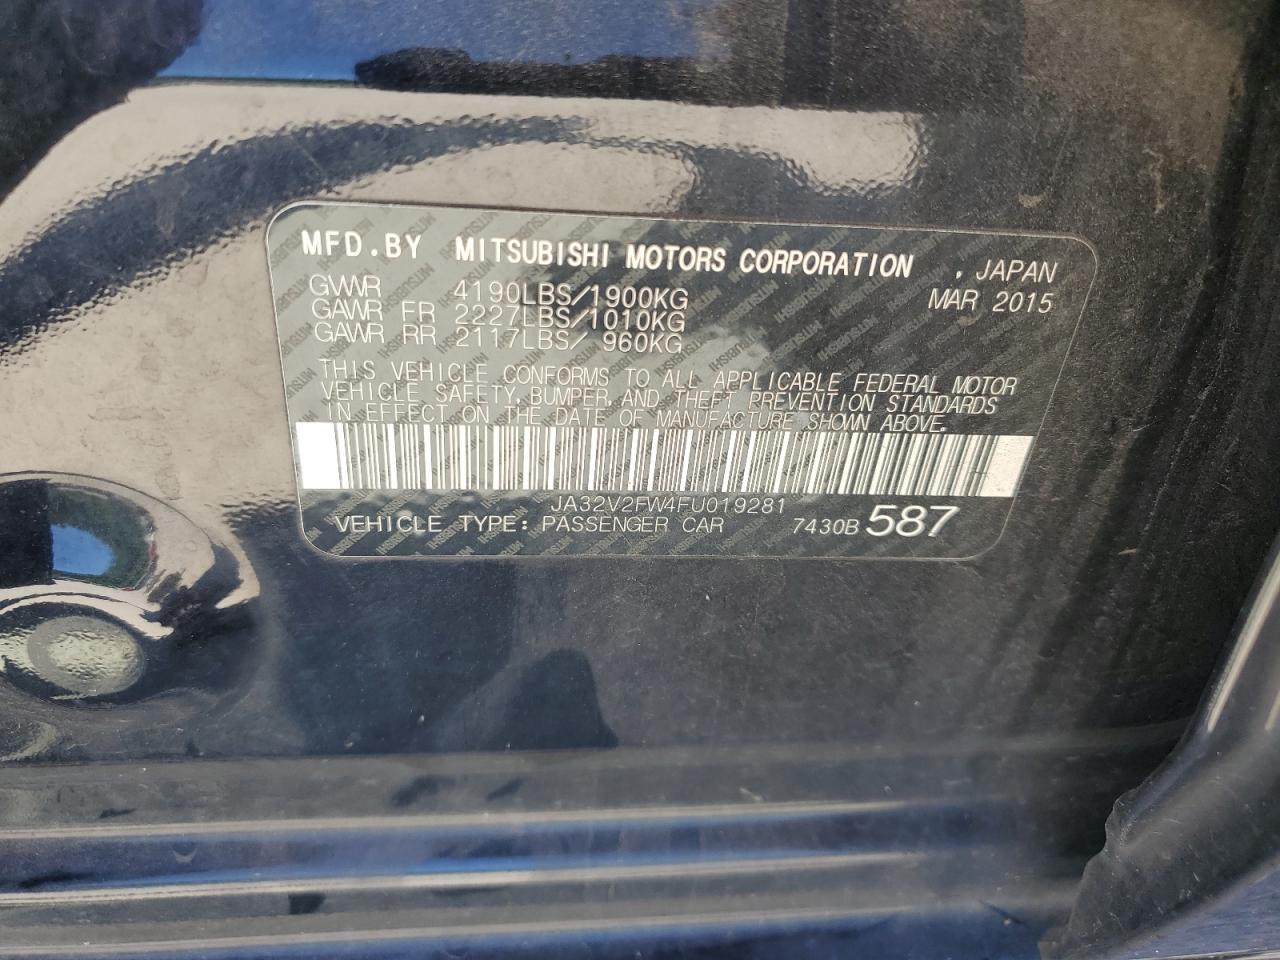 MFD.BY MITSUBISHI MOTORS CORPORATION , JAPAN
GVWR 4190LBS/1900KG MAR 2015
GAWR FR 2227LBS/1010KG
GAWR RR 2117LBS/ 960KG
THIS VEHICLE CONFORMS TO ALL APPLICABLE FEDERAL MOTOR
VEHICLE SAFETY, BUMPER, AND THEFT PREVENTION STANDARDS
IN EFFECT ON THE DATE OF MANUFACTURE SHOWN ABOVE.
JA32V2FW4FU019281
VEHICLE TYPE: PASSENGER CAR 7430B 587